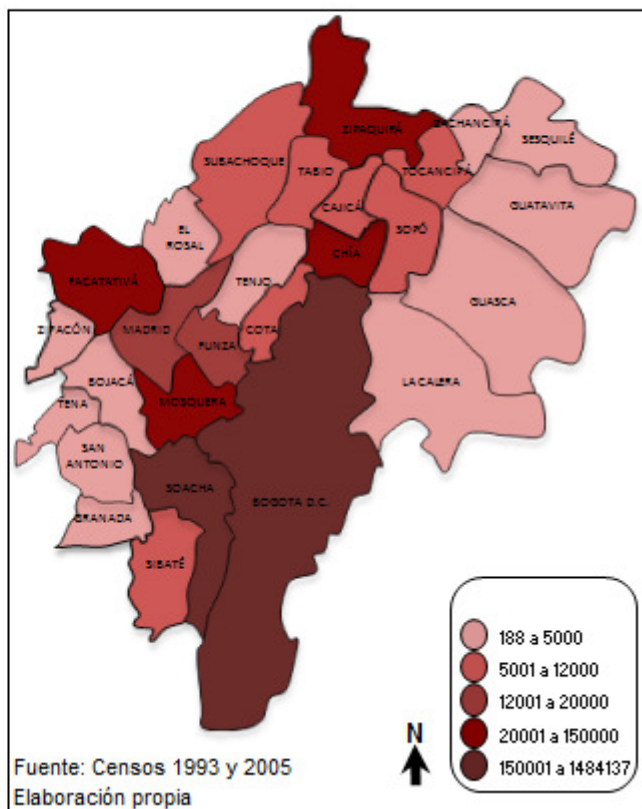 ZIPAQUIRÁ
SESQUILÉ
SUBACHOQUE
TABIO
TOCANCIPÁ
GUATAVITA
CAJICÁ
EL
ROSAL
SOPÓ
CHÍA
FACATATIVÁ
TENJO
GUASCA
ZIPACÓN
MADRID
FUNZA
COTA
BOJACÁ
LA CALERA
TENA
MOSQUERA
SAN
ANTONIO
SOACHA
BOGOTA D.C.
GRANADA
SIBATÉ
188 a 5000
5001 a 12000
12001 a 20000
20001 a 150000
150001 a 1484137
N
Fuente: Censos 1993 y 2005
Elaboración propia